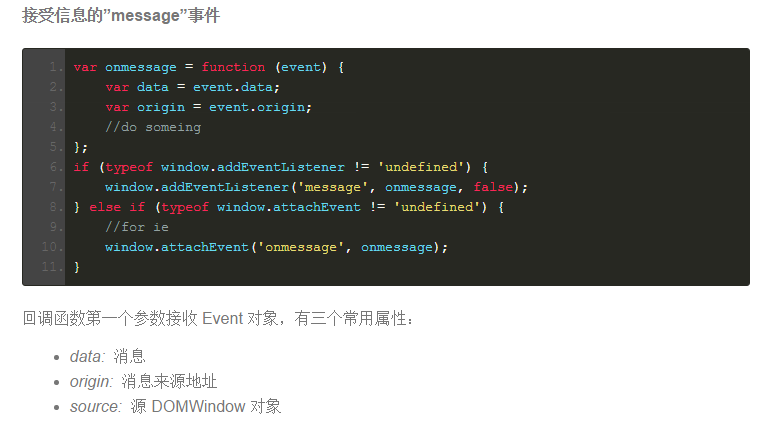 接受信息的”message”事件
1. var onmessage = function (event) {
2.     var data = event.data;
3.     var origin = event.origin;
4.     //do someing
5. };
6. if (typeof window.addEventListener != 'undefined') {
7.     window.addEventListener('message', onmessage, false);
8. } else if (typeof window.attachEvent != 'undefined') {
9.     //for ie
10.     window.attachEvent('onmessage', onmessage);
11. }
回调函数第一个参数接收 Event 对象，有三个常用属性：
• data: 消息
• origin: 消息来源地址
• source: 源 DOMWindow 对象